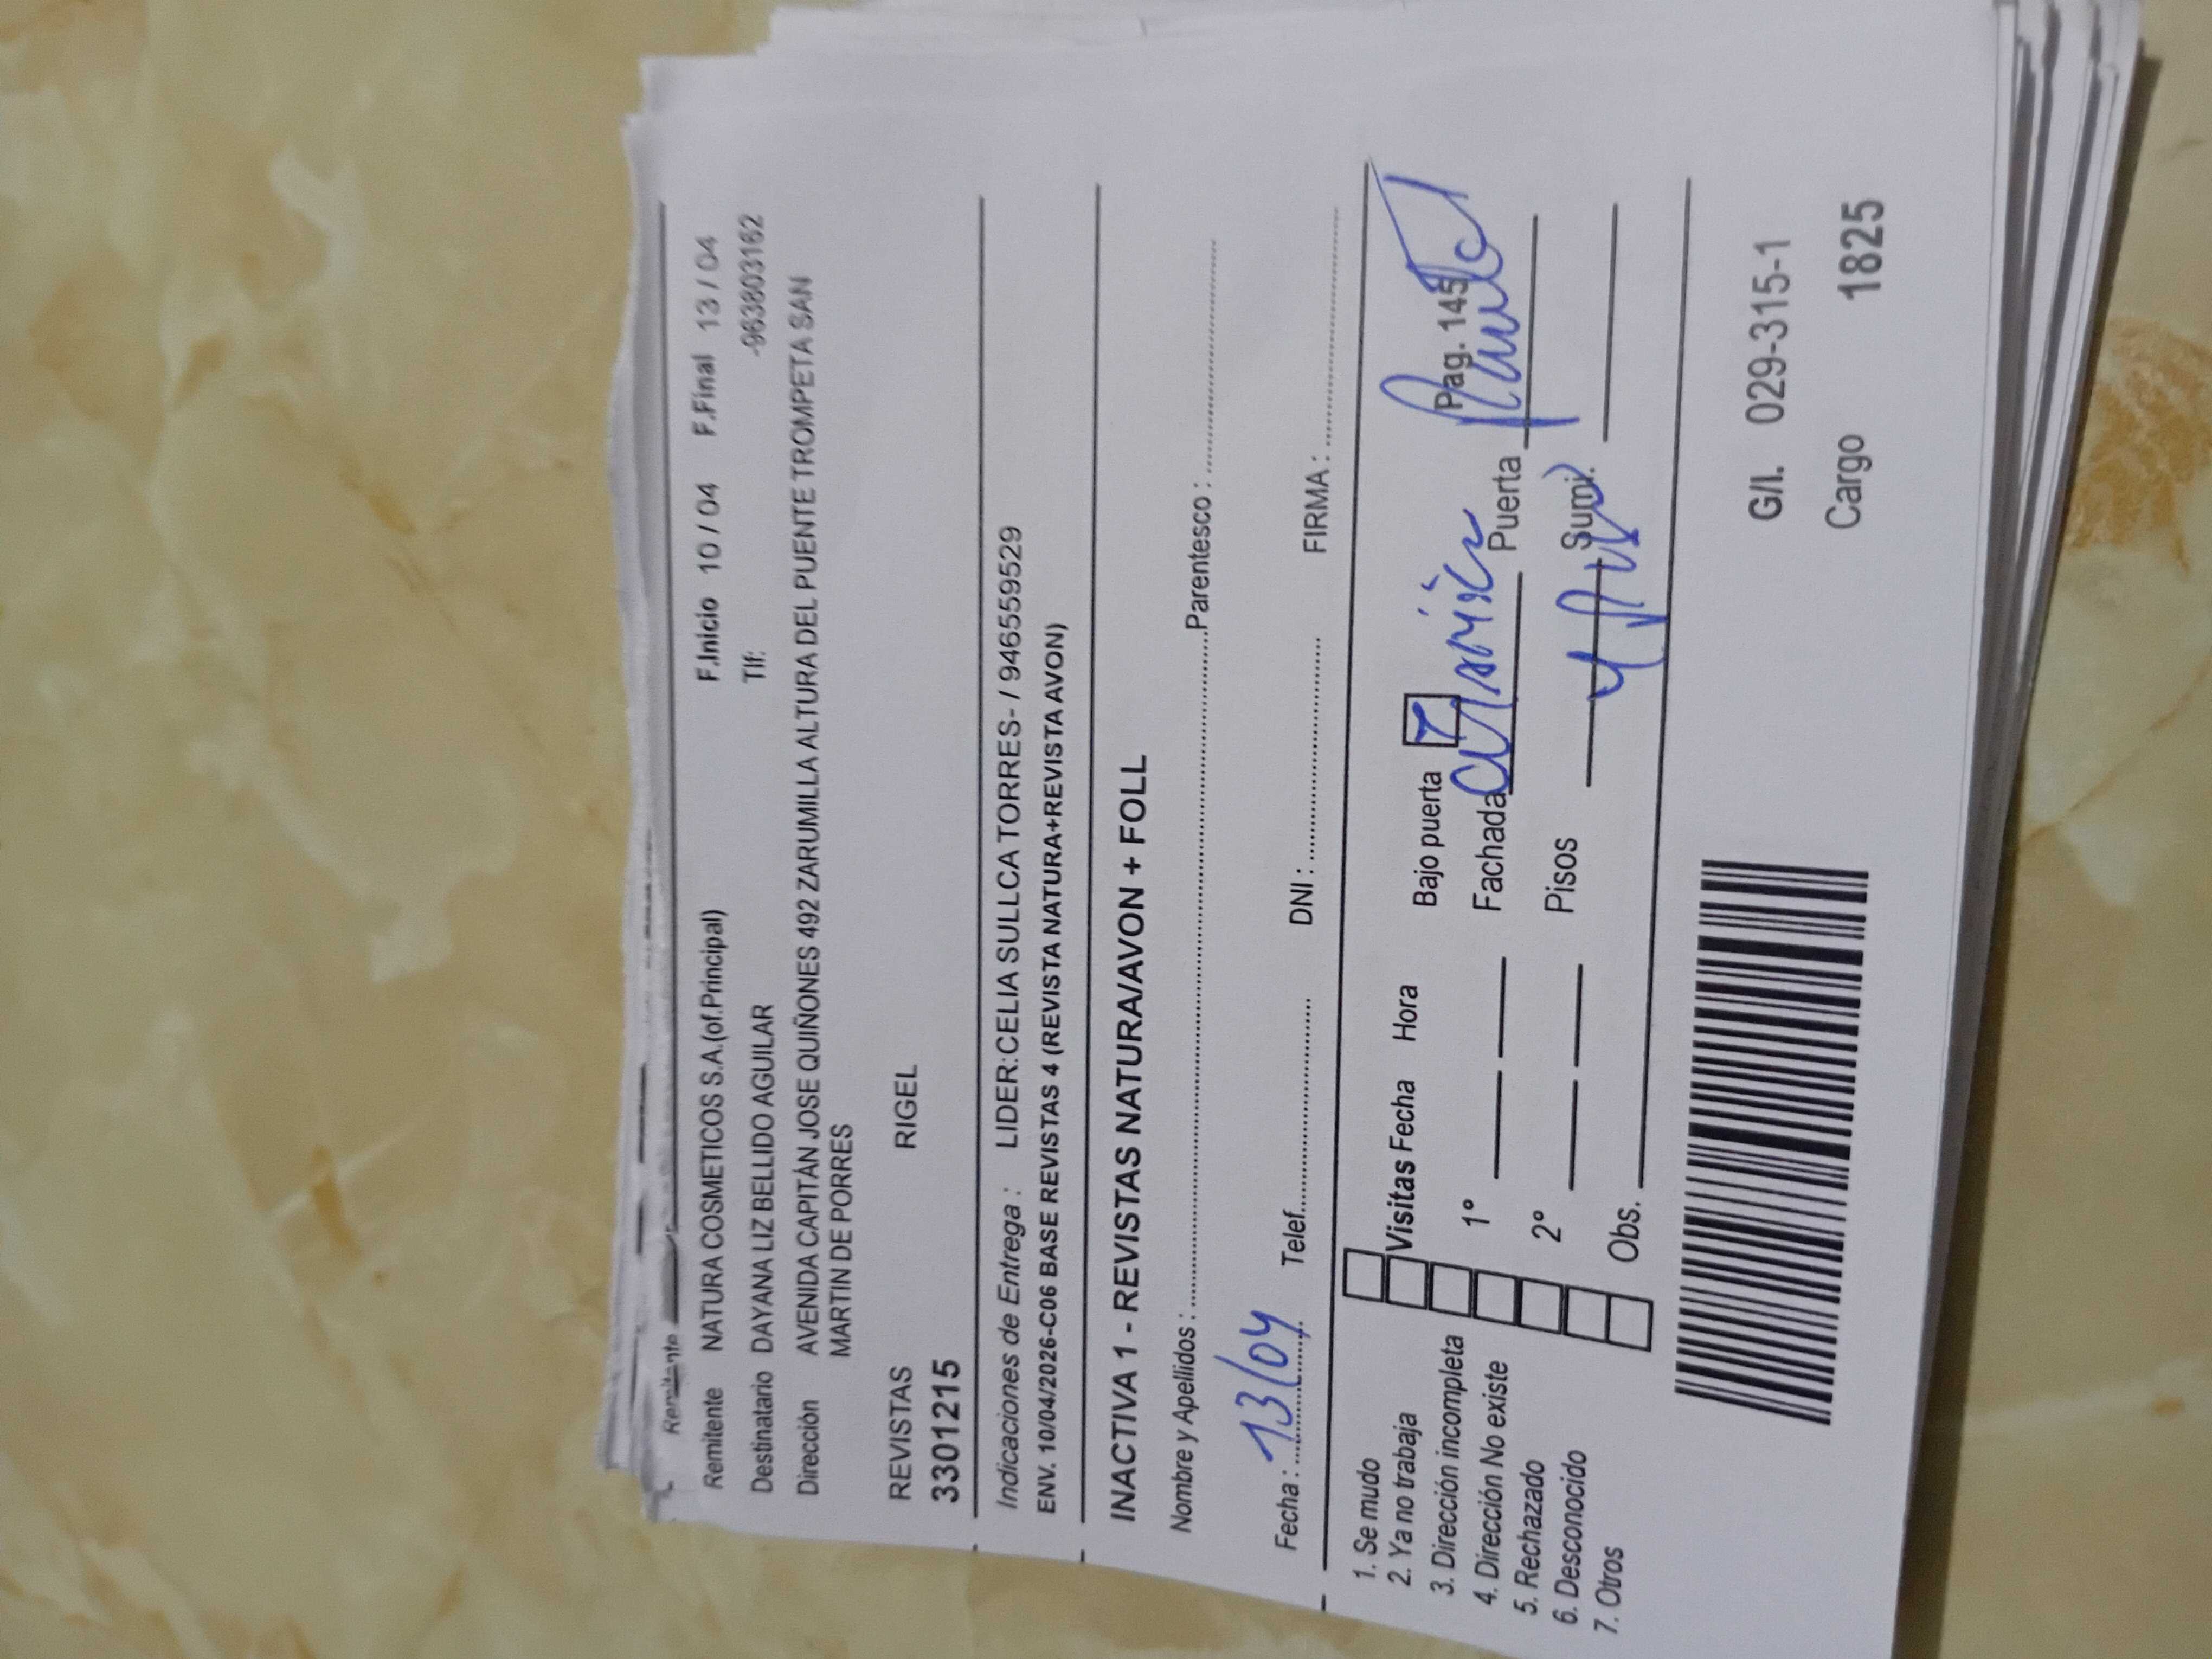 Remitente
Remitente NATURA COSMETICOS S.A.(of.Principal) F.Inicio 10 / 04 F.Final 13 / 04
Destinatario DAYANA LIZ BELLIDO AGUILAR Tlf: -963803162
Dirección AVENIDA CAPITÁN JOSE QUIÑONES 492 ZARUMILLA ALTURA DEL PUENTE TROMPETA SAN
MARTIN DE PORRES
REVISTAS RIGEL
3301215
Indicaciones de Entrega : LIDER:CELIA SULLCA TORRES- / 946559529
ENV. 10/04/2026-C06 BASE REVISTAS 4 (REVISTA NATURA+REVISTA AVON)
INACTIVA 1 - REVISTAS NATURA/AVON + FOLL
Nombre y Apellidos : Parentesco :
Fecha : 13/04 Telef. DNI : FIRMA :
1. Se mudo
2. Ya no trabaja
3. Dirección incompleta
4. Dirección No existe
5. Rechazado
6. Desconocido
7. Otros
Visitas Fecha Hora Bajo puerta Pag. 145
1º Fachada Puerta
2º Pisos Sumi.
Obs.
G/I. 029-315-1
Cargo 1825